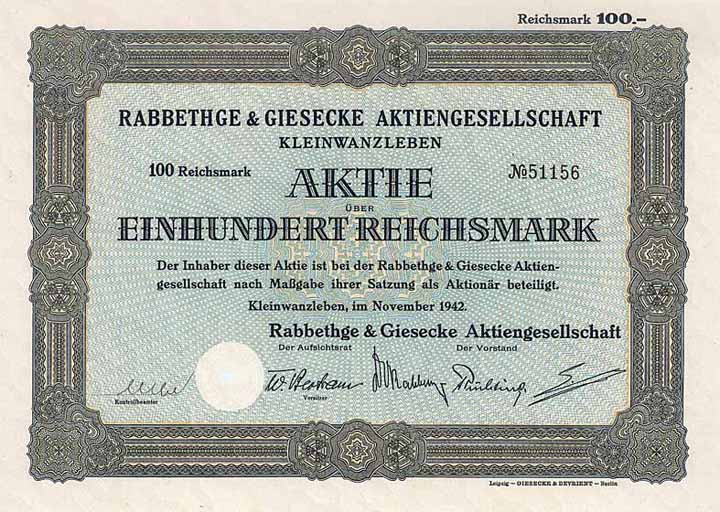 Reichsmark 100.-
RABBETHGE & GIESECKE AKTIENGESELLSCHAFT
KLEINWANZLEBEN
100 Reichsmark
№51156
AKTIE
ÜBER
EINHUNDERT REICHSMARK
Der Inhaber dieser Aktie ist bei der Rabbethge & Giesecke Aktien-
gesellschaft nach Maßgabe ihrer Satzung als Aktionär beteiligt.
Kleinwanzleben, im November 1942.
Rabbethge & Giesecke Aktiengesellschaft
Der Aufsichtsrat Der Vorstand
Kontrollbeamter
Vorsitzer
Leipzig — GIESECKE & DEVRIENT — Berlin